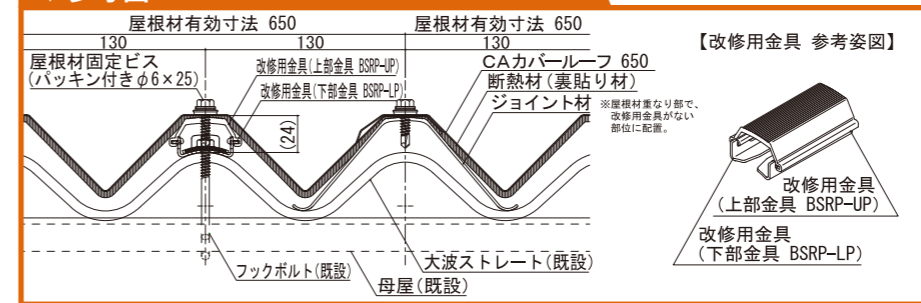 屋根材有効寸法 650
屋根材有効寸法 650
130
130
130
屋根材固定ビス
(パッキン付きφ6×25)
改修用金具(上部金具 BSRP-UP)
改修用金具(下部金具 BSRP-LP)
(24)
CAカバールーフ 650
断熱材(裏貼り材)
ジョイント材
※屋根材重なり部で、
改修用金具がない
部位に配置。
フックボルト(既設)
大波ストレート(既設)
母屋(既設)
【改修用金具 参考姿図】
改修用金具
(上部金具 BSRP-UP)
改修用金具
(下部金具 BSRP-LP)